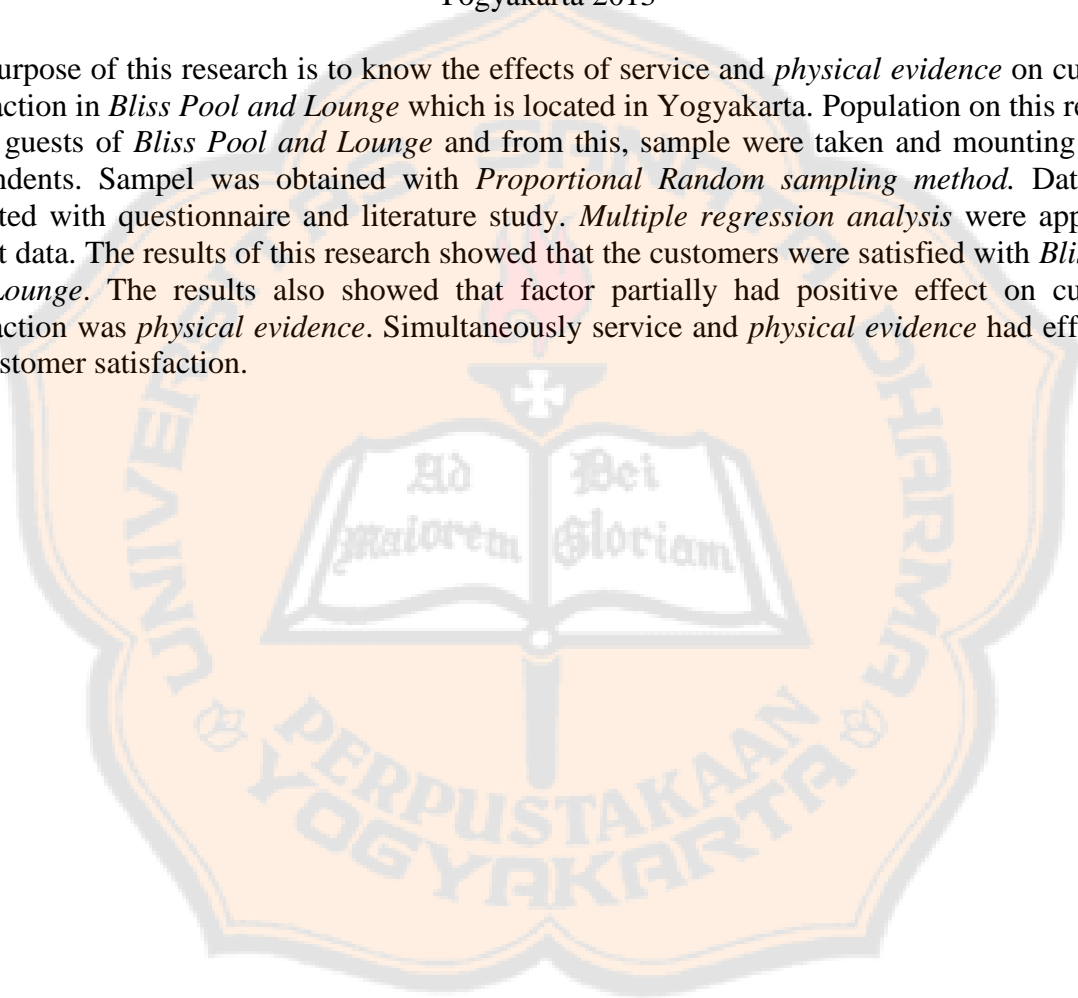 Yogyakarta 2013
urpose of this research is to know the effects of service and physical evidence on cu
action in Bliss Pool and Lounge which is located in Yogyakarta. Population on this re
guests of Bliss Pool and Lounge and from this, sample were taken and mounting
ndents. Sampel was obtained with Proportional Random sampling method. Dat
ted with questionnaire and literature study. Multiple regression analysis were app
t data. The results of this research showed that the customers were satisfied with Bli
Lounge. The results also showed that factor partially had positive effect on cu
action was physical evidence. Simultaneously service and physical evidence had eff
stomer satisfaction.
UNIVERSITAS SANATA DHARMA
Ad Dei
Maiorem Gloriam
PERPUSTAKAAN
YOGYAKARTA